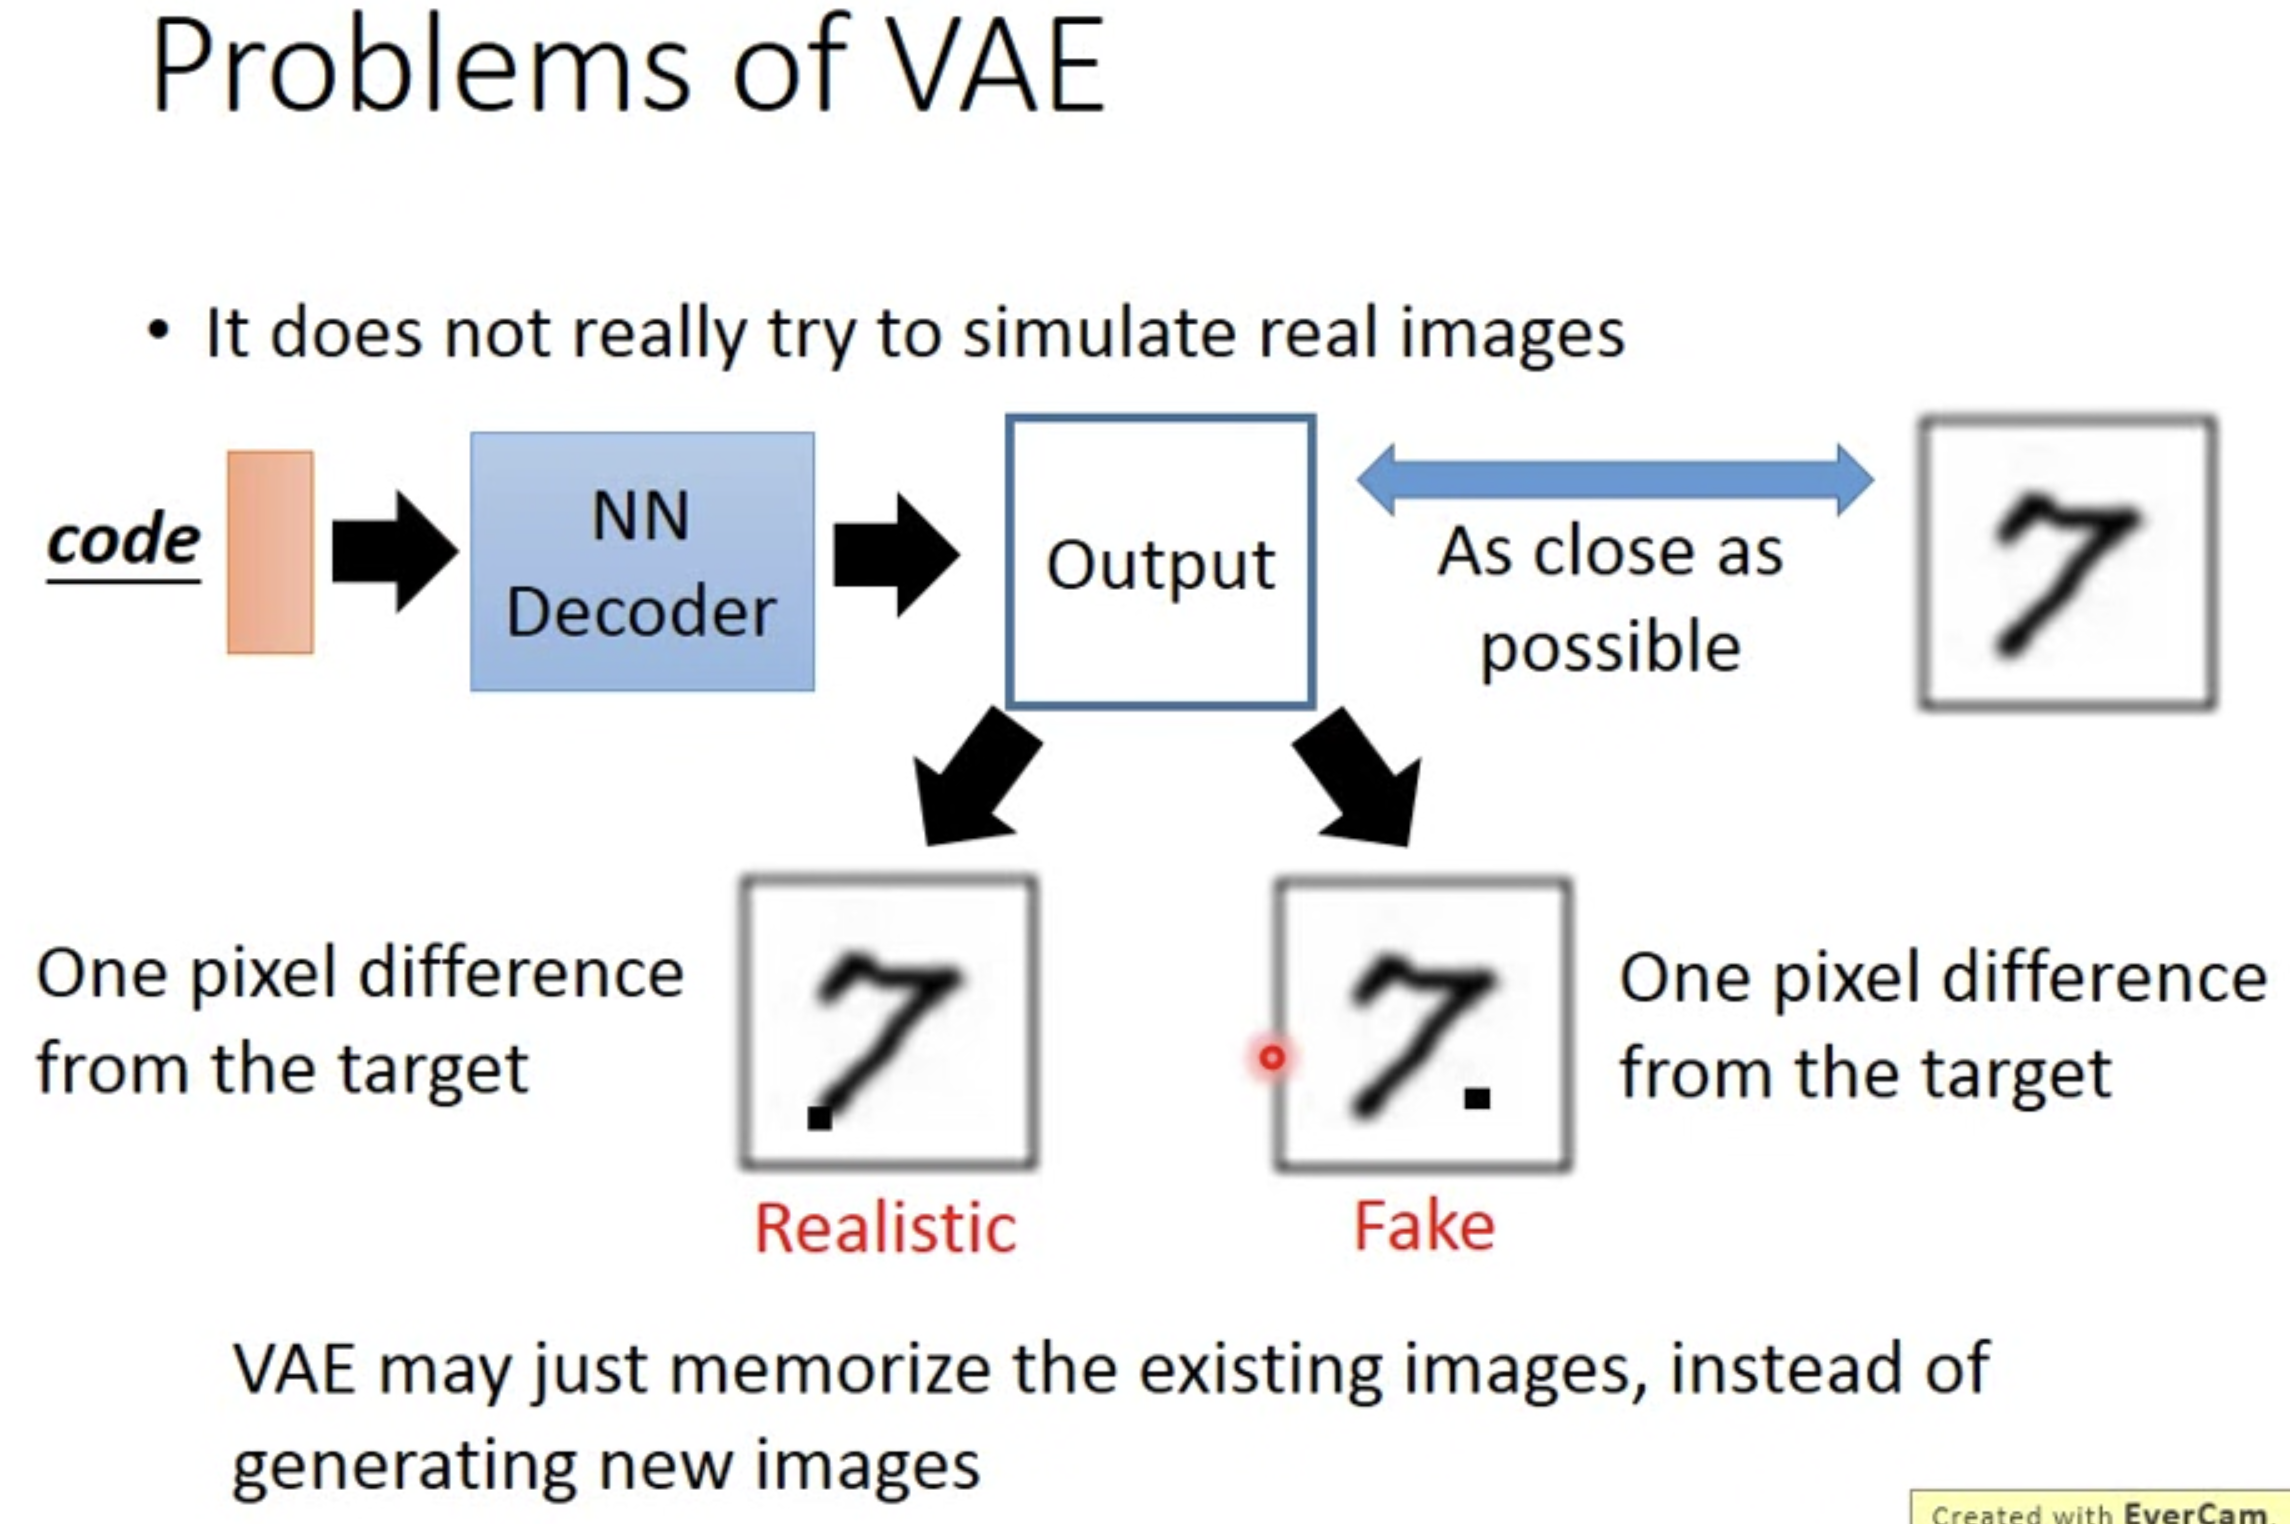 Problems of VAE
• It does not really try to simulate real images
code
NN
Decoder
Output
As close as
possible
7
One pixel difference
from the target
7
7
One pixel difference
from the target
Realistic
Fake
VAE may just memorize the existing images, instead of
generating new images
Created with EverCam.